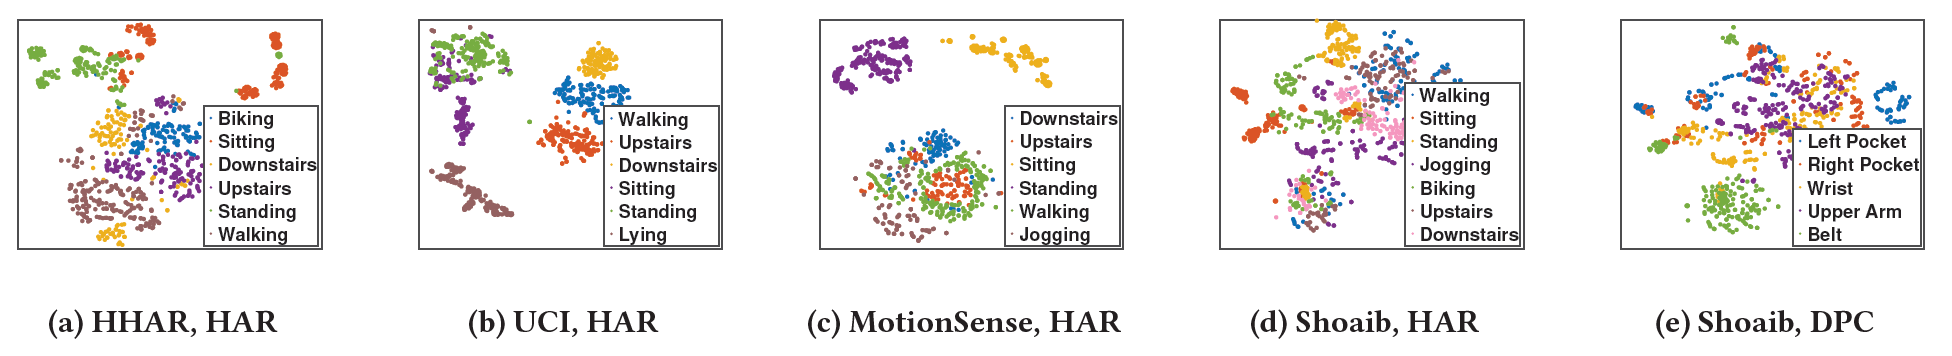 Biking
Sitting
Downstairs
Upstairs
Standing
Walking
Walking
Upstairs
Downstairs
Sitting
Standing
Lying
Downstairs
Upstairs
Sitting
Standing
Walking
Jogging
Walking
Sitting
Standing
Jogging
Biking
Upstairs
Downstairs
Left Pocket
Right Pocket
Wrist
Upper Arm
Belt
(a) HHAR, HAR
(b) UCI, HAR
(c) MotionSense, HAR
(d) Shoaib, HAR
(e) Shoaib, DPC